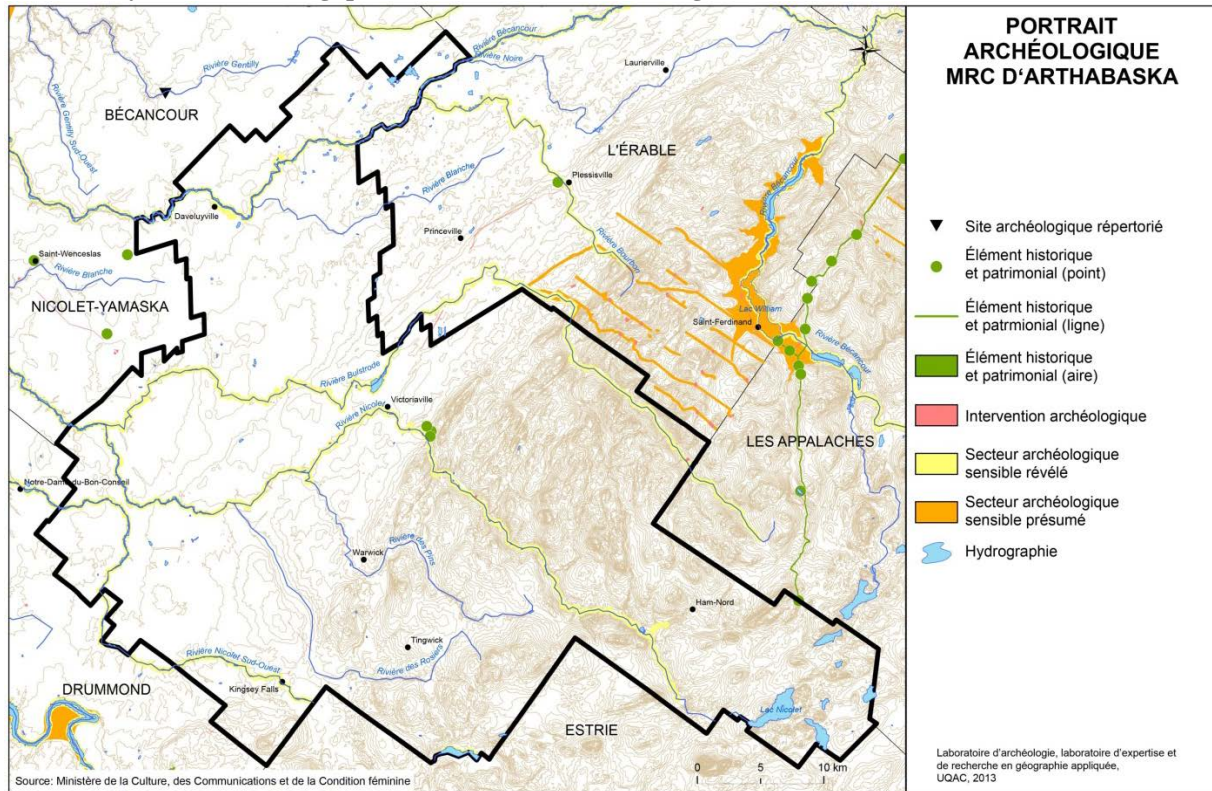 PORTRAIT
ARCHÉOLOGIQUE
MRC D'ARTHABASKA
N
Rivière Gentilly
BÉCANCOUR
Rivière Gentilly Sud-Ouest
Rivière Bécancour
Rivière Noire
Laurierville
L'ÉRABLE
Rivière Bécancour
Plessisville
Rivière Blanche
Daveluyville
Princeville
Rivière Bourbon
Saint-Wenceslas
Rivière Blanche
NICOLET-YAMASKA
Lac William
Saint-Ferdinand
Rivière Bécancour
Rivière Bulstrode
Victoriaville
Rivière Nicolet
LES APPALACHES
Notre-Dame-du-Bon-Conseil
Warwick
Rivière des Pins
Ham-Nord
Tingwick
Rivière des Rosiers
Rivière Nicolet Sud-Ouest
Kingsey Falls
DRUMMOND
ESTRIE
Lac Nicolet
0 5 10 km
Source: Ministère de la Culture, des Communications et de la Condition féminine
Site archéologique répertorié
Élément historique
et patrimonial (point)
Élément historique
et patrmionial (ligne)
Élément historique
et patrimonial (aire)
Intervention archéologique
Secteur archéologique
sensible révélé
Secteur archéologique
sensible présumé
Hydrographie
Laboratoire d'archéologie, laboratoire d'expertise et
de recherche en géographie appliquée,
UQAC, 2013